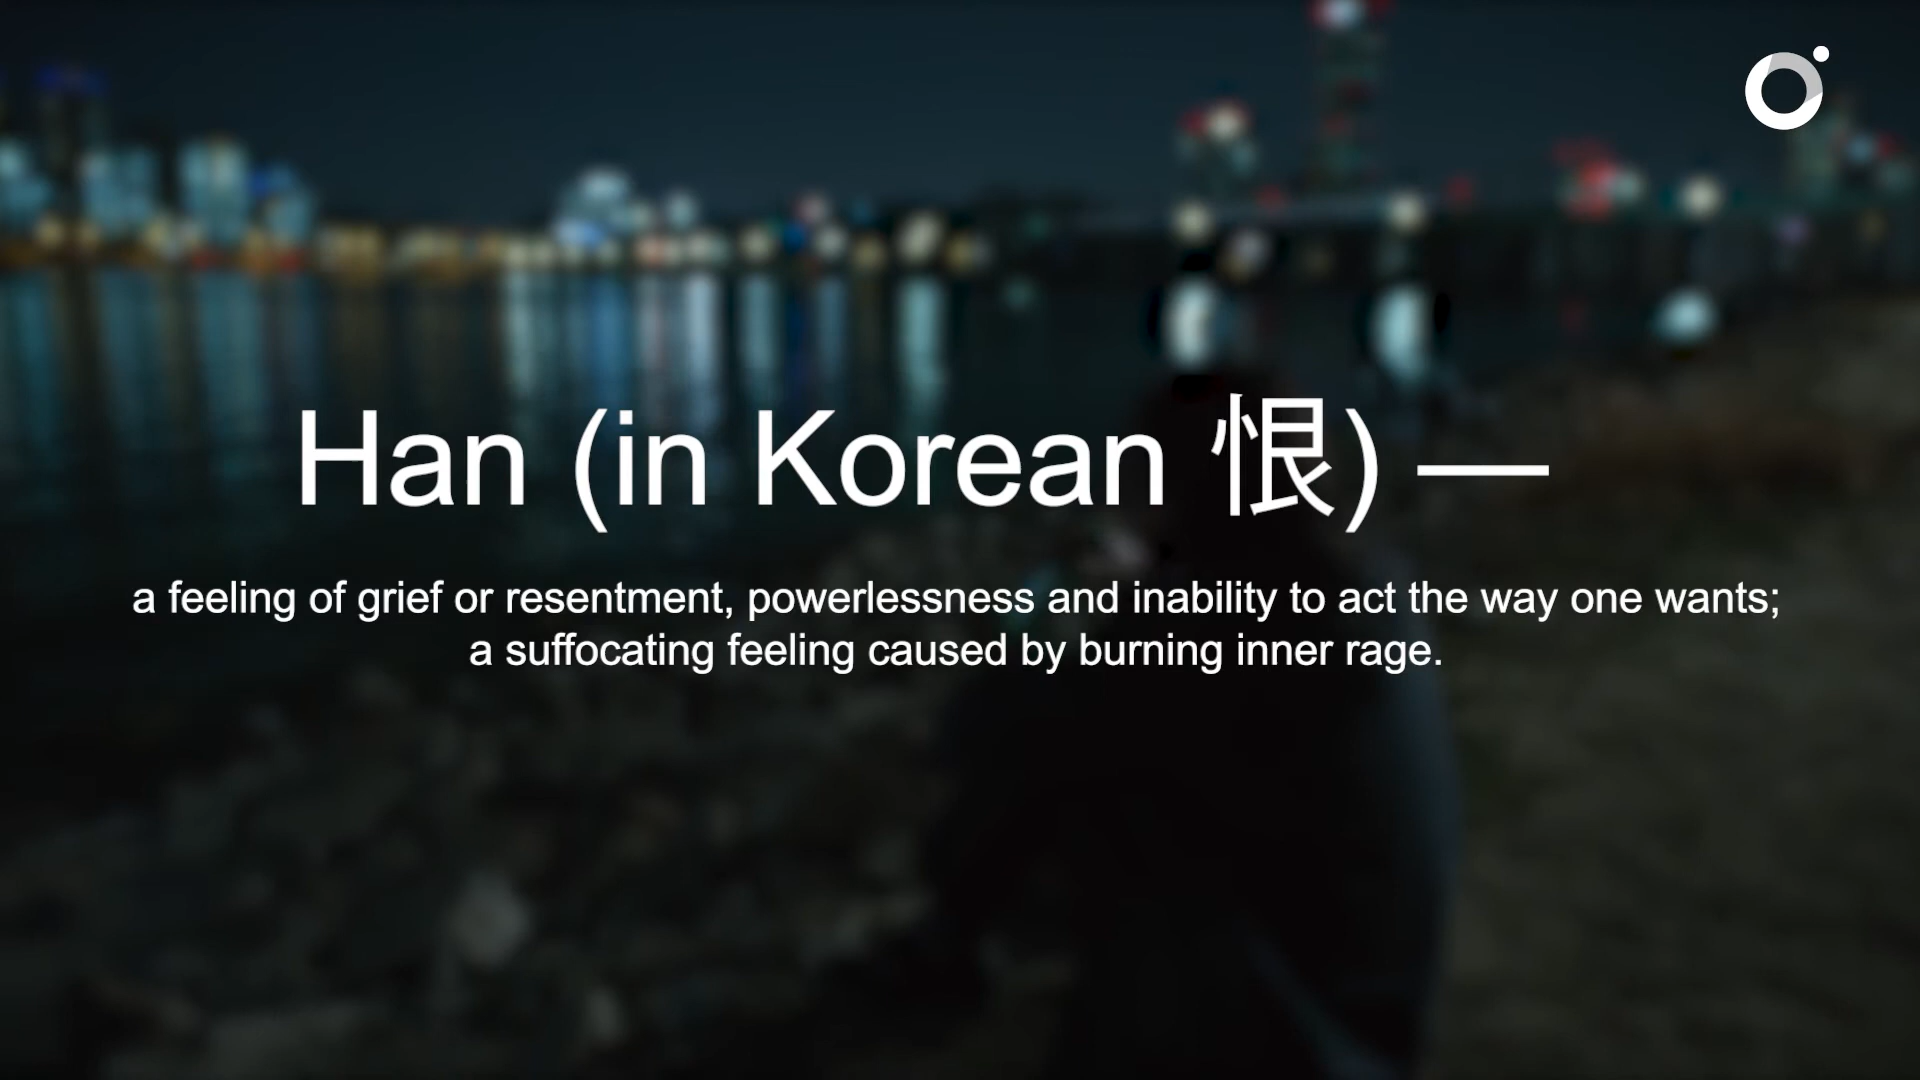 Han (in Korean 恨) —
a feeling of grief or resentment, powerlessness and inability to act the way one wants;
a suffocating feeling caused by burning inner rage.